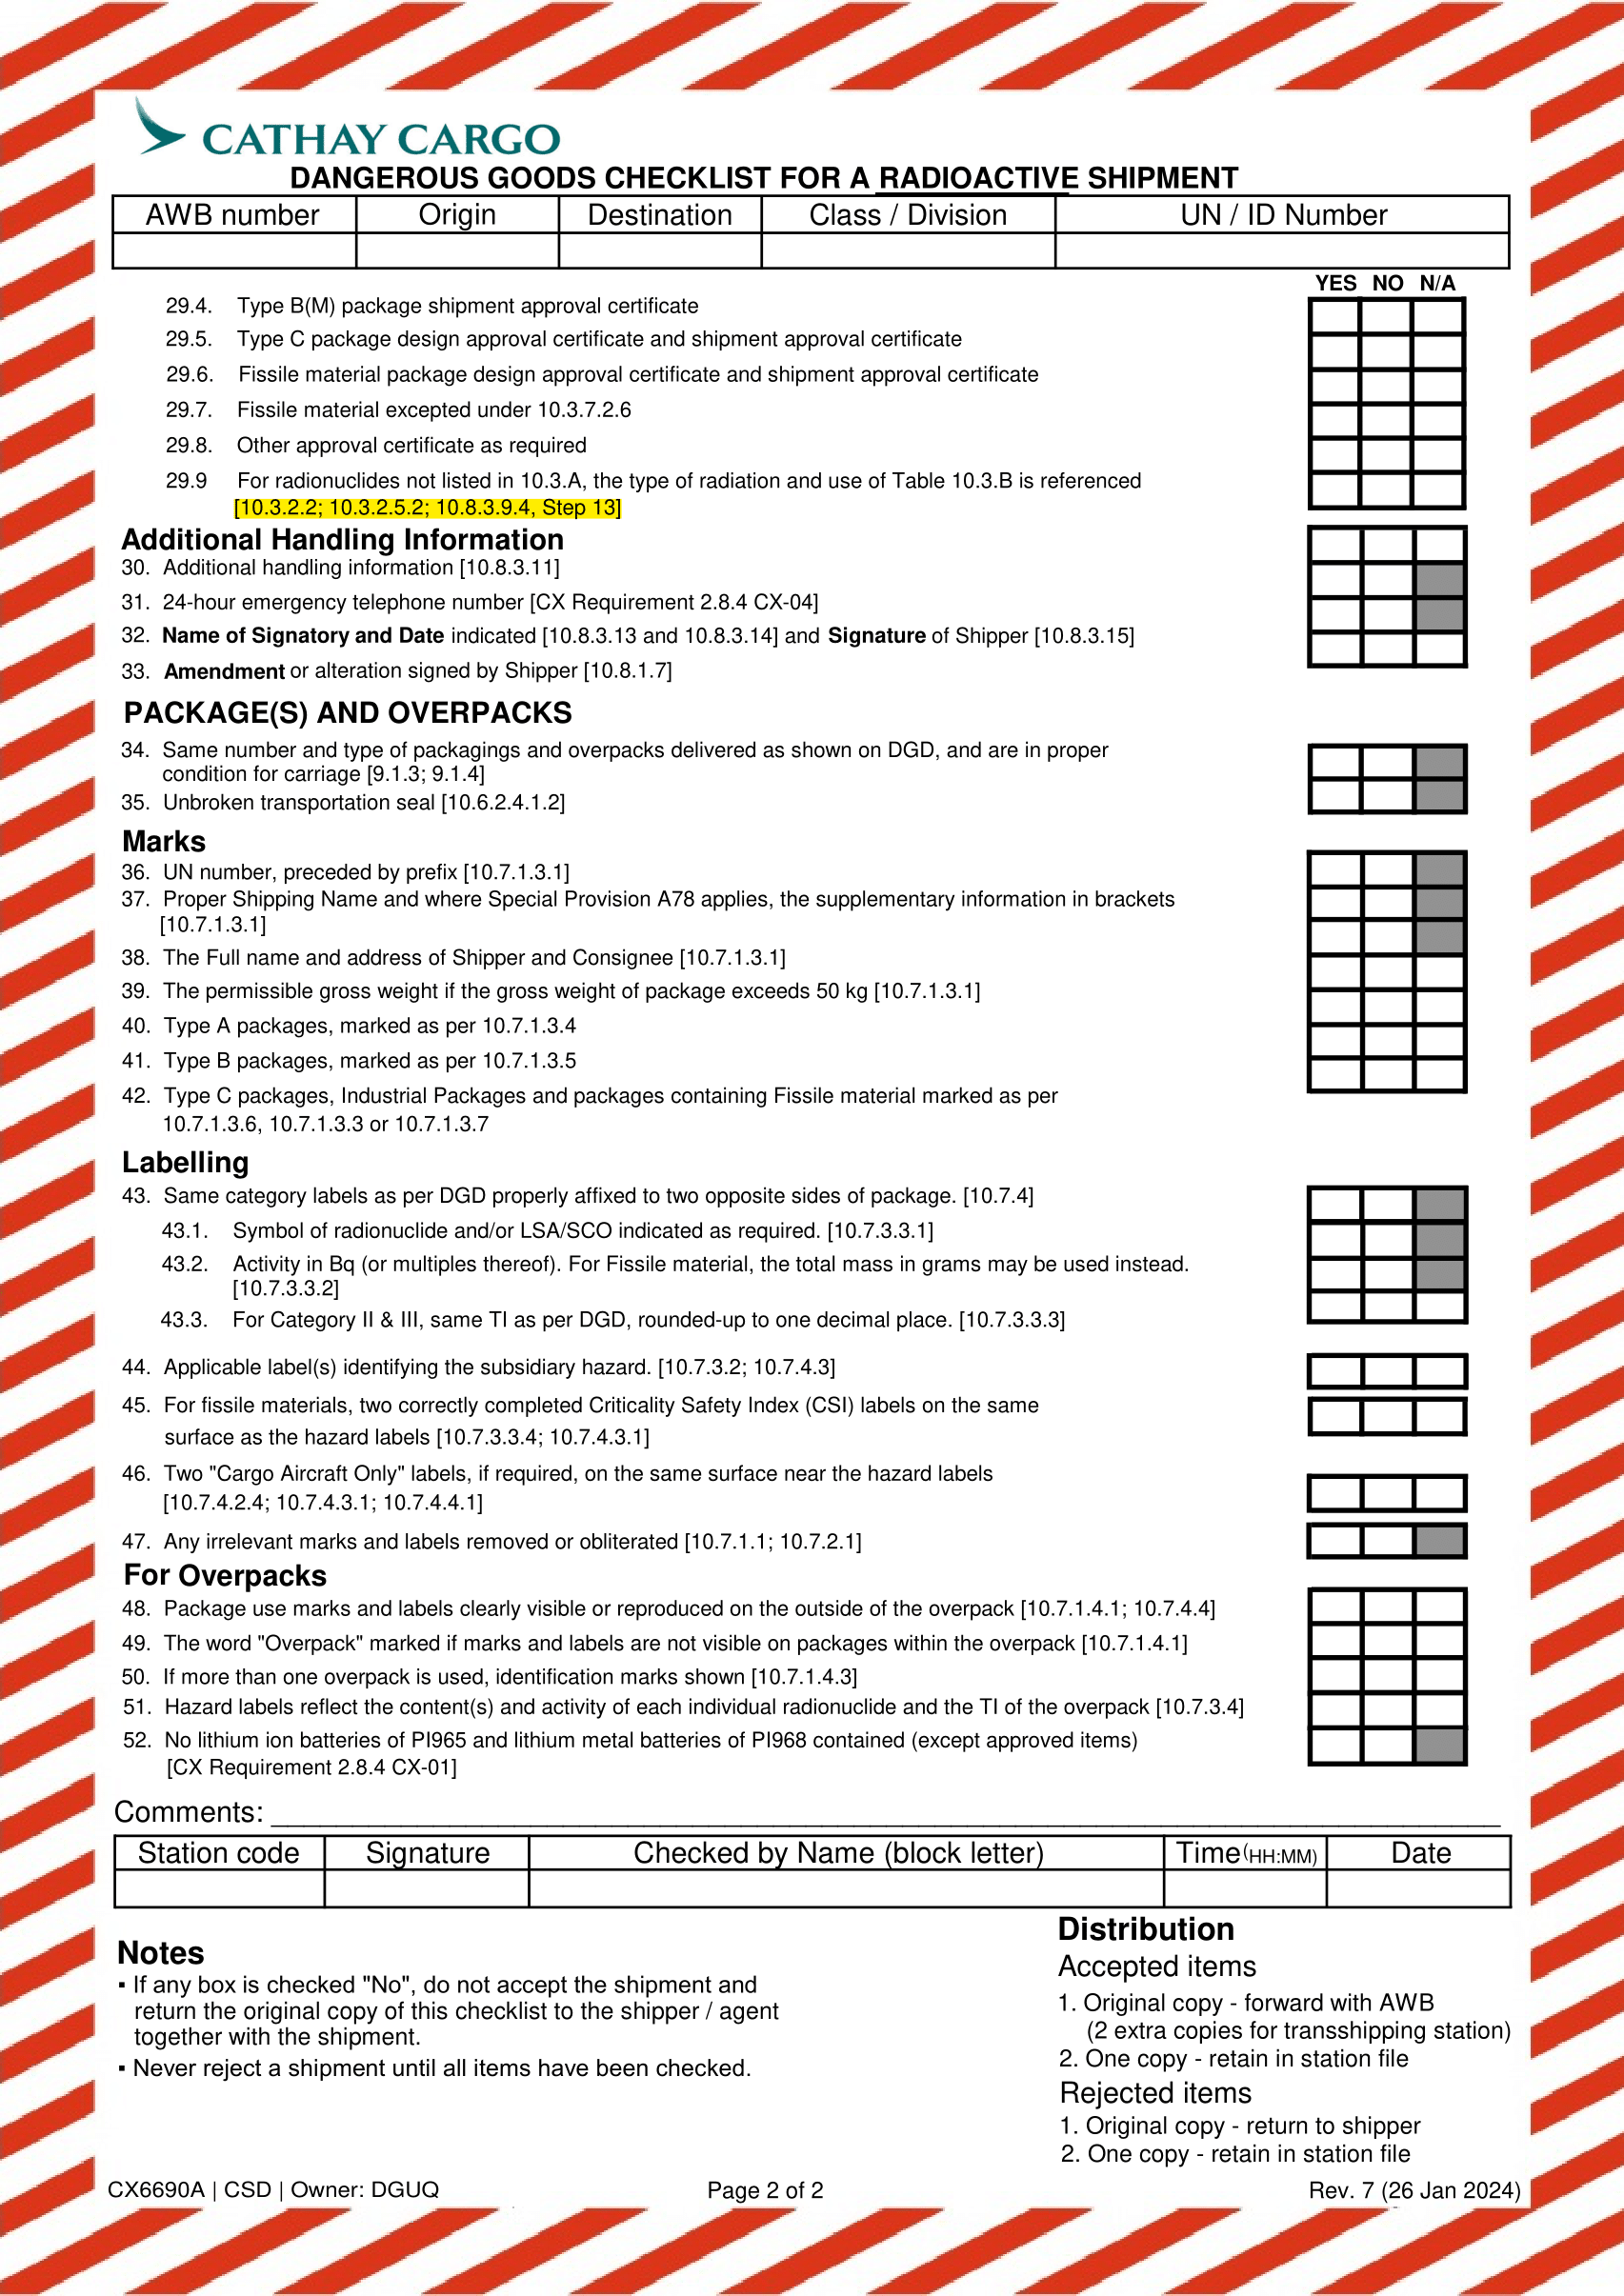 CATHAY CARGO
DANGEROUS GOODS CHECKLIST FOR A RADIOACTIVE SHIPMENT
AWB number Origin Destination Class / Division UN / ID Number
YES NO N/A
29.4. Type B(M) package shipment approval certificate
29.5. Type C package design approval certificate and shipment approval certificate
29.6. Fissile material package design approval certificate and shipment approval certificate
29.7. Fissile material excepted under 10.3.7.2.6
29.8. Other approval certificate as required
29.9 For radionuclides not listed in 10.3.A, the type of radiation and use of Table 10.3.B is referenced
[10.3.2.2; 10.3.2.5.2; 10.8.3.9.4, Step 13]
Additional Handling Information
30. Additional handling information [10.8.3.11]
31. 24-hour emergency telephone number [CX Requirement 2.8.4 CX-04]
32. Name of Signatory and Date indicated [10.8.3.13 and 10.8.3.14] and Signature of Shipper [10.8.3.15]
33. Amendment or alteration signed by Shipper [10.8.1.7]
PACKAGE(S) AND OVERPACKS
34. Same number and type of packagings and overpacks delivered as shown on DGD, and are in proper
condition for carriage [9.1.3; 9.1.4]
35. Unbroken transportation seal [10.6.2.4.1.2]
Marks
36. UN number, preceded by prefix [10.7.1.3.1]
37. Proper Shipping Name and where Special Provision A78 applies, the supplementary information in brackets
[10.7.1.3.1]
38. The Full name and address of Shipper and Consignee [10.7.1.3.1]
39. The permissible gross weight if the gross weight of package exceeds 50 kg [10.7.1.3.1]
40. Type A packages, marked as per 10.7.1.3.4
41. Type B packages, marked as per 10.7.1.3.5
42. Type C packages, Industrial Packages and packages containing Fissile material marked as per
10.7.1.3.6, 10.7.1.3.3 or 10.7.1.3.7
Labelling
43. Same category labels as per DGD properly affixed to two opposite sides of package. [10.7.4]
43.1. Symbol of radionuclide and/or LSA/SCO indicated as required. [10.7.3.3.1]
43.2. Activity in Bq (or multiples thereof). For Fissile material, the total mass in grams may be used instead.
[10.7.3.3.2]
43.3. For Category II & III, same TI as per DGD, rounded-up to one decimal place. [10.7.3.3.3]
44. Applicable label(s) identifying the subsidiary hazard. [10.7.3.2; 10.7.4.3]
45. For fissile materials, two correctly completed Criticality Safety Index (CSI) labels on the same
surface as the hazard labels [10.7.3.3.4; 10.7.4.3.1]
46. Two "Cargo Aircraft Only" labels, if required, on the same surface near the hazard labels
[10.7.4.2.4; 10.7.4.3.1; 10.7.4.4.1]
47. Any irrelevant marks and labels removed or obliterated [10.7.1.1; 10.7.2.1]
For Overpacks
48. Package use marks and labels clearly visible or reproduced on the outside of the overpack [10.7.1.4.1; 10.7.4.4]
49. The word "Overpack" marked if marks and labels are not visible on packages within the overpack [10.7.1.4.1]
50. If more than one overpack is used, identification marks shown [10.7.1.4.3]
51. Hazard labels reflect the content(s) and activity of each individual radionuclide and the TI of the overpack [10.7.3.4]
52. No lithium ion batteries of PI965 and lithium metal batteries of PI968 contained (except approved items)
[CX Requirement 2.8.4 CX-01]
Comments:
Station code Signature Checked by Name (block letter) Time(HH:MM) Date
Notes
▪ If any box is checked "No", do not accept the shipment and
return the original copy of this checklist to the shipper / agent
together with the shipment.
▪ Never reject a shipment until all items have been checked.
Distribution
Accepted items
1. Original copy - forward with AWB
(2 extra copies for transshipping station)
2. One copy - retain in station file
Rejected items
1. Original copy - return to shipper
2. One copy - retain in station file
CX6690A | CSD | Owner: DGUQ Page 2 of 2 Rev. 7 (26 Jan 2024)